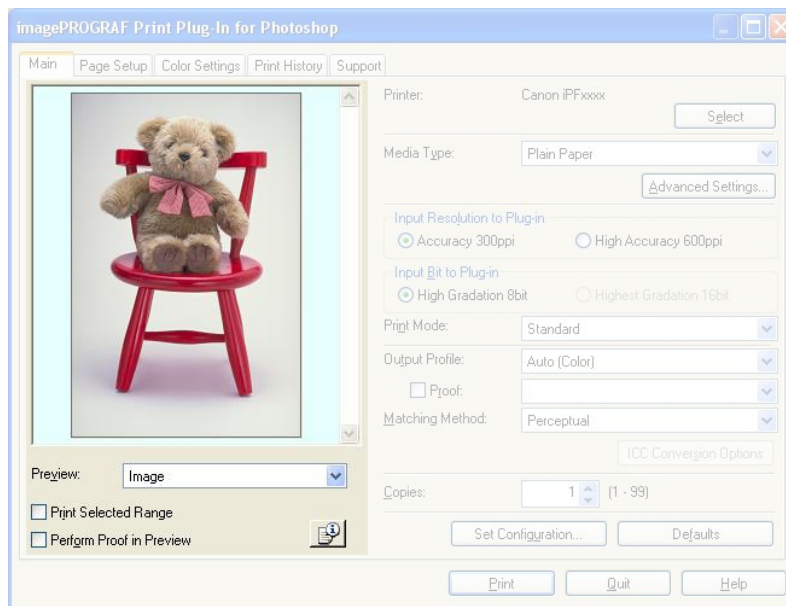 imagePROGRAF Print Plug-In for Photoshop
Main Page Setup Color Settings Print History Support
Printer: Canon iPFxxxx
Select
Media Type: Plain Paper
Advanced Settings...
Input Resolution to Plug-in
Accuracy 300ppi High Accuracy 600ppi
Input Bit to Plug-in
High Gradation 8bit Highest Gradation 16bit
Print Mode: Standard
Output Profile: Auto (Color)
Proof:
Matching Method: Perceptual
ICC Conversion Options
Preview: Image
Copies: 1 (1 - 99)
Print Selected Range
Perform Proof in Preview
Set Configuration... Defaults
Print Quit Help